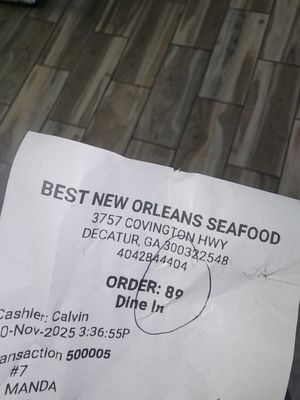 BEST NEW ORLEANS SEAFOOD
3757 COVINGTON HWY
DECATUR, GA 300322548
4042844404
ORDER: 89
Dine In
Cashier: Calvin
0-Nov-2025 3:36:55P
ansaction 500005
#7
MANDA